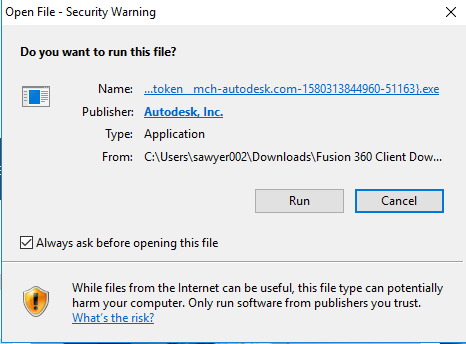 Open File - Security Warning
Do you want to run this file?
Name: ...token_mch-autodesk.com-1580313844960-51163}.exe
Publisher: Autodesk, Inc.
Type: Application
From: C:\Users\sawyer002\Downloads\Fusion 360 Client Dow...
Run Cancel
Always ask before opening this file
While files from the Internet can be useful, this file type can potentially
harm your computer. Only run software from publishers you trust.
What's the risk?